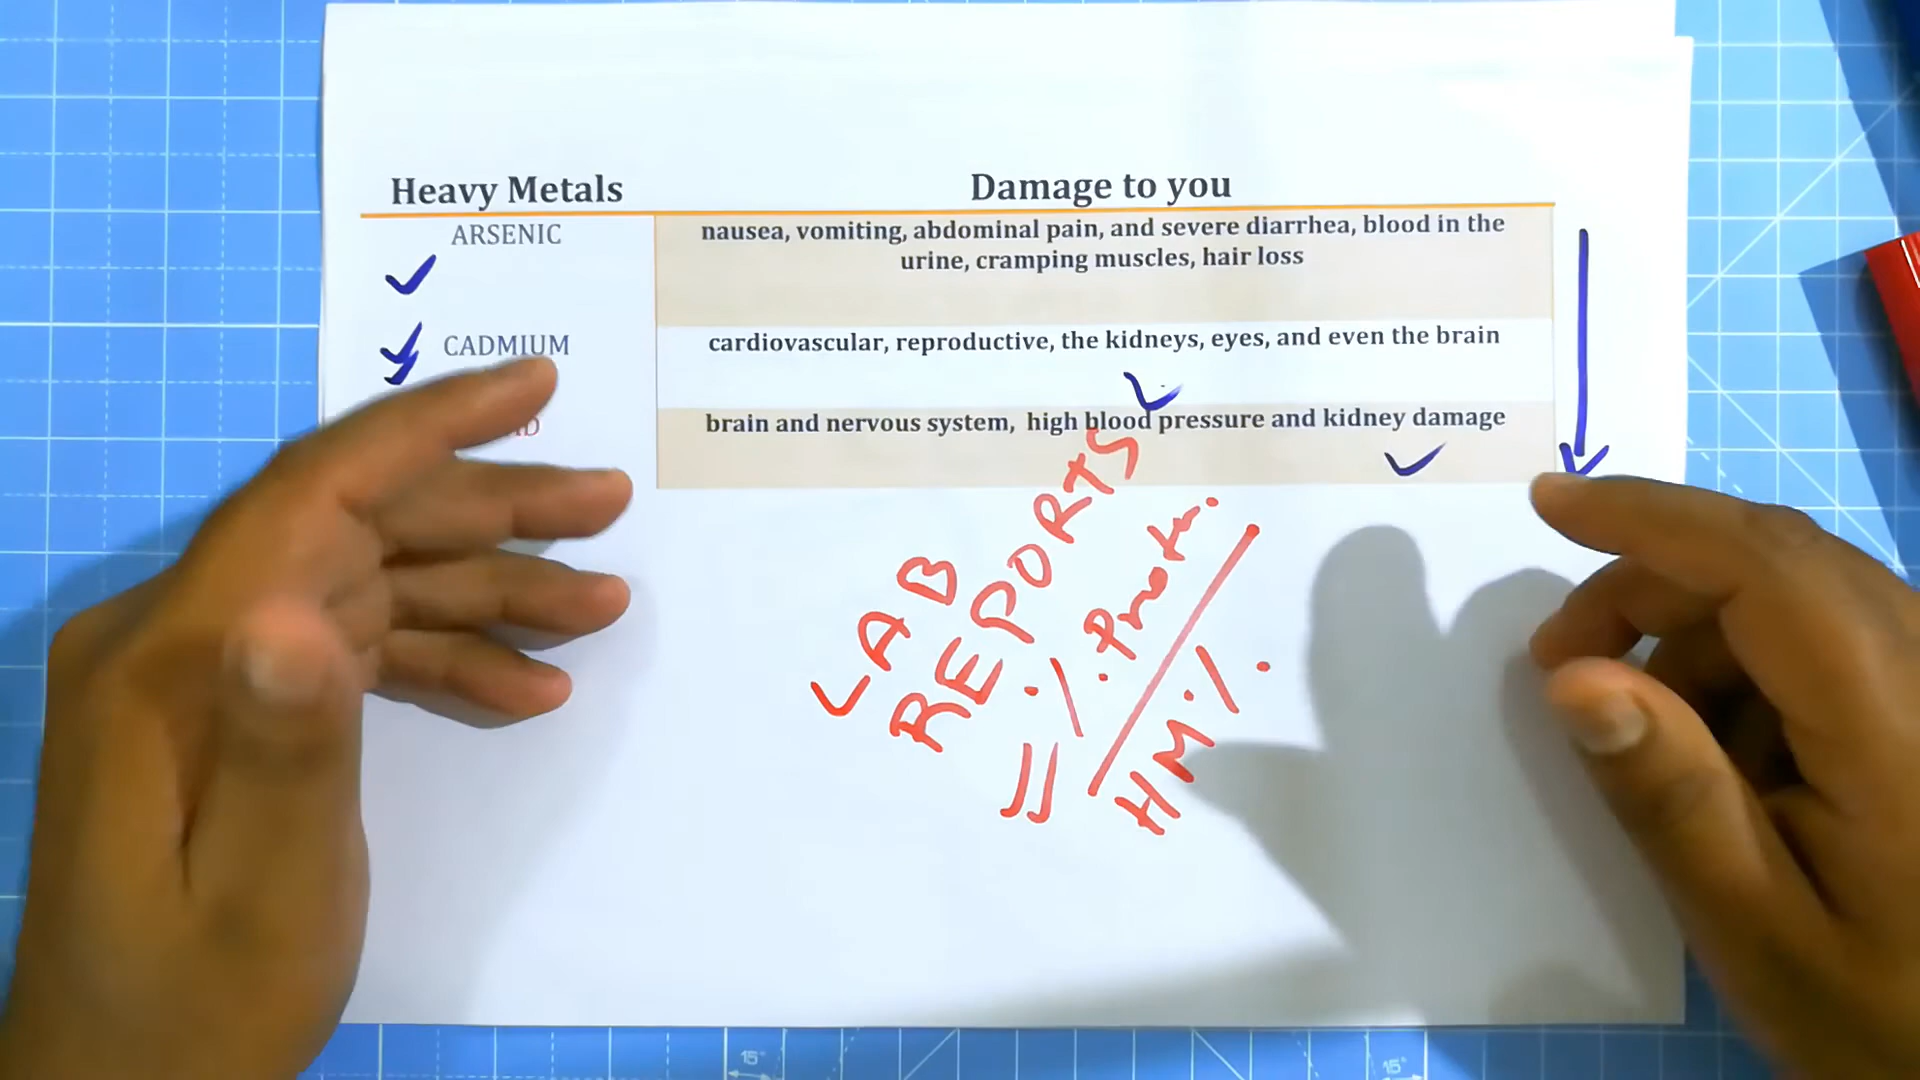 Heavy Metals Damage to you
ARSENIC nausea, vomiting, abdominal pain, and severe diarrhea, blood in the
urine, cramping muscles, hair loss
CADMIUM cardiovascular, reproductive, the kidneys, eyes, and even the brain
brain and nervous system, high blood pressure and kidney damage
LAB
REPORTS
HM %.
15°
15°